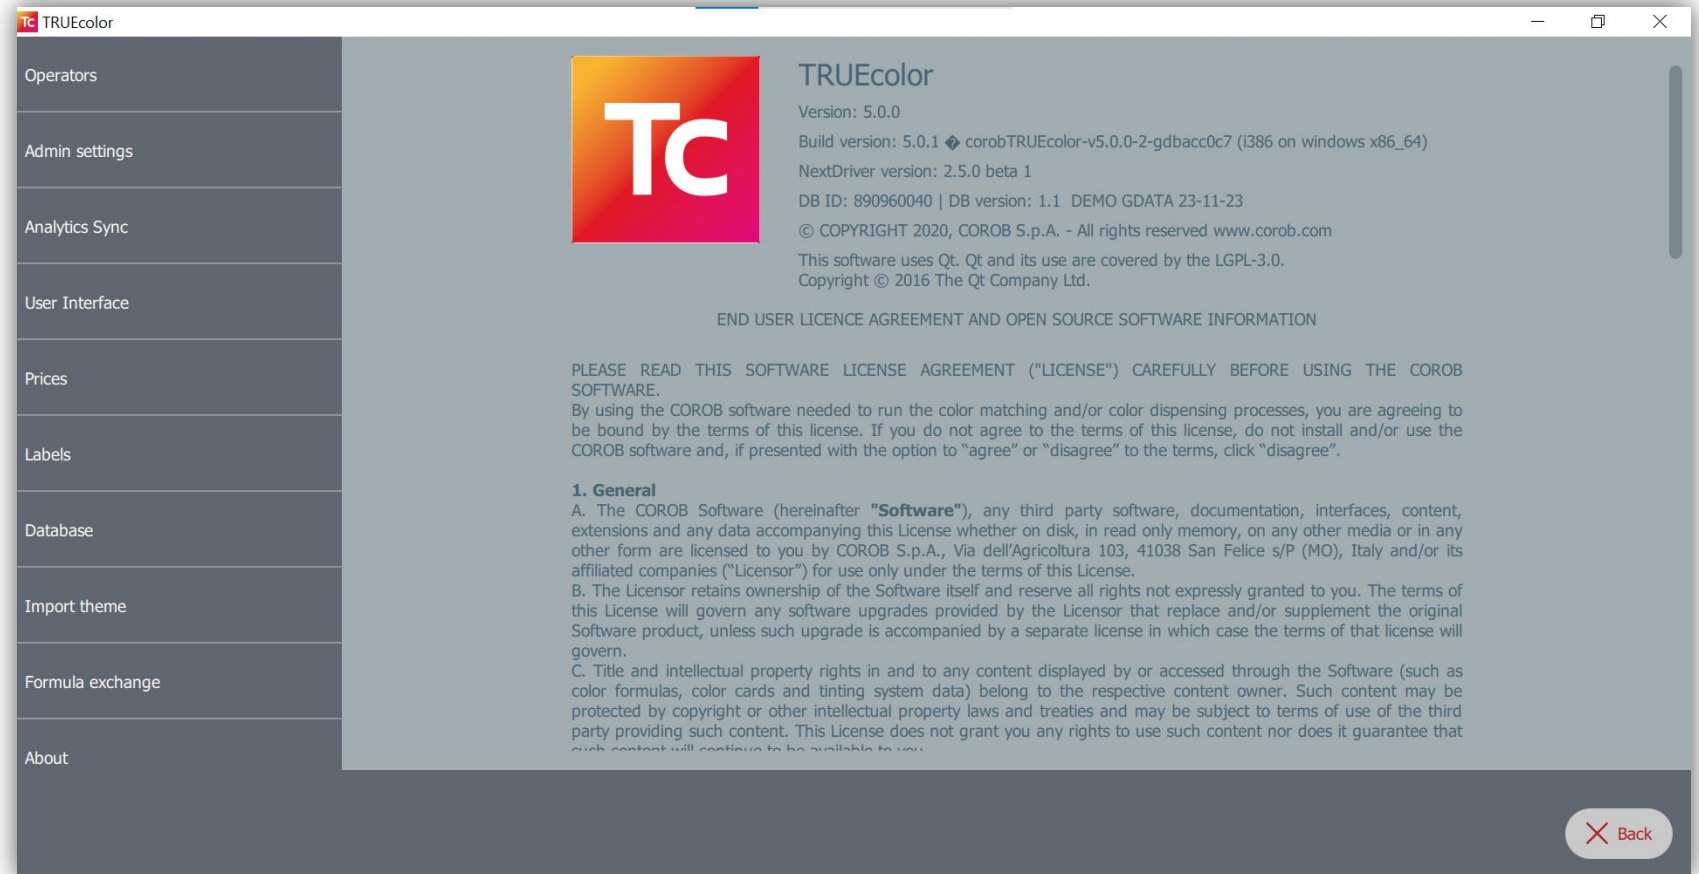 Tc TRUEcolor
Operators
Admin settings
Analytics Sync
User Interface
Prices
Labels
Database
Import theme
Formula exchange
About
Tc
TRUEcolor
Version: 5.0.0
Build version: 5.0.1 � corobTRUEcolor-v5.0.0-2-gdbacc0c7 (i386 on windows x86_64)
NextDriver version: 2.5.0 beta 1
DB ID: 890960040 | DB version: 1.1 DEMO GDATA 23-11-23
© COPYRIGHT 2020, COROB S.p.A. - All rights reserved www.corob.com
This software uses Qt. Qt and its use are covered by the LGPL-3.0.
Copyright © 2016 The Qt Company Ltd.
END USER LICENCE AGREEMENT AND OPEN SOURCE SOFTWARE INFORMATION
PLEASE READ THIS SOFTWARE LICENSE AGREEMENT ("LICENSE") CAREFULLY BEFORE USING THE COROB
SOFTWARE.
By using the COROB software needed to run the color matching and/or color dispensing processes, you are agreeing to
be bound by the terms of this license. If you do not agree to the terms of this license, do not install and/or use the
COROB software and, if presented with the option to “agree” or “disagree” to the terms, click “disagree”.
1. General
A. The COROB Software (hereinafter "Software"), any third party software, documentation, interfaces, content,
extensions and any data accompanying this License whether on disk, in read only memory, on any other media or in any
other form are licensed to you by COROB S.p.A., Via dell’Agricoltura 103, 41038 San Felice s/P (MO), Italy and/or its
affiliated companies (“Licensor”) for use only under the terms of this License.
B. The Licensor retains ownership of the Software itself and reserve all rights not expressly granted to you. The terms of
this License will govern any software upgrades provided by the Licensor that replace and/or supplement the original
Software product, unless such upgrade is accompanied by a separate license in which case the terms of that license will
govern.
C. Title and intellectual property rights in and to any content displayed by or accessed through the Software (such as
color formulas, color cards and tinting system data) belong to the respective content owner. Such content may be
protected by copyright or other intellectual property laws and treaties and may be subject to terms of use of the third
party providing such content. This License does not grant you any rights to use such content nor does it guarantee that
such content will continue to be available to you.
Back